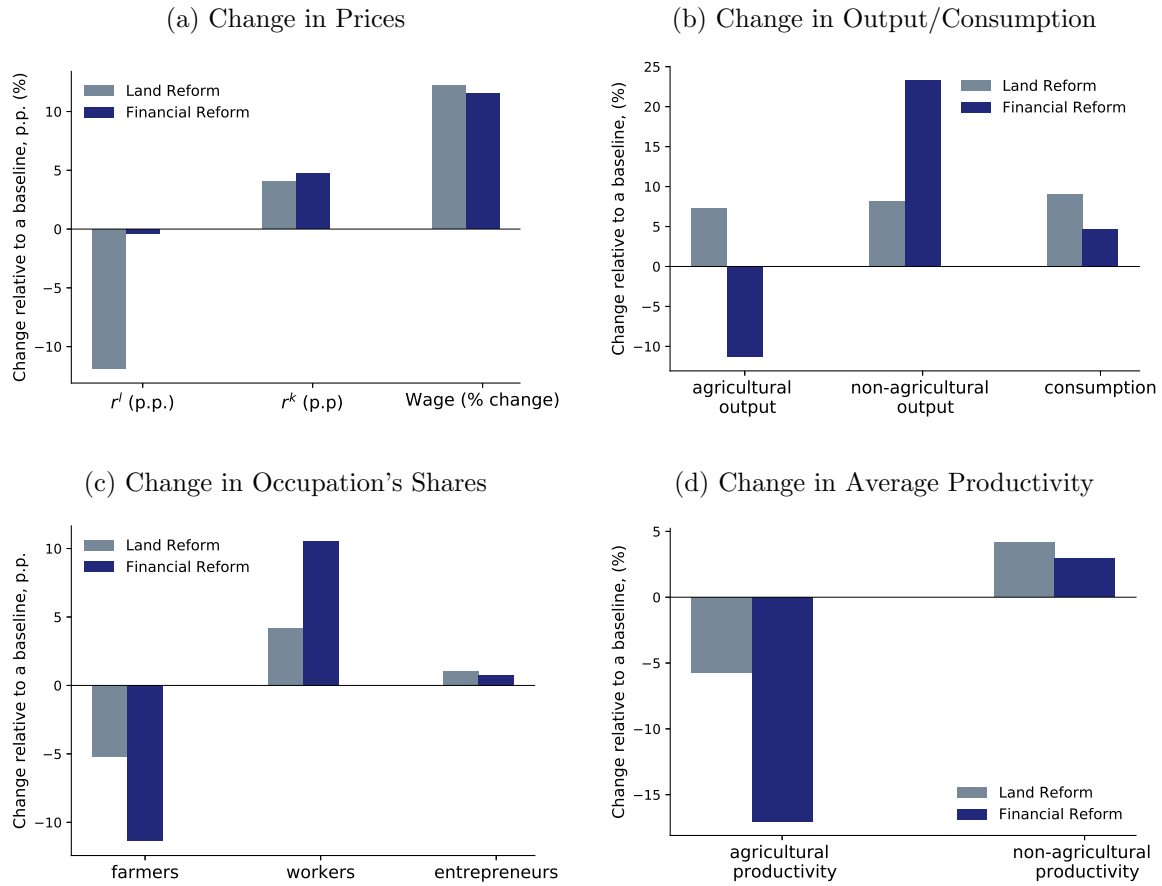 (a) Change in Prices
Change relative to a baseline, p.p. (%)
10
5
0
−5
−10
Land Reform
Financial Reform
r^l (p.p.)
r^k (p.p)
Wage (% change)
(b) Change in Output/Consumption
Change relative to a baseline, (%)
25
20
15
10
5
0
−5
−10
Land Reform
Financial Reform
agricultural
output
non-agricultural
output
consumption
(c) Change in Occupation's Shares
Change relative to a baseline, p.p.
10
5
0
−5
−10
Land Reform
Financial Reform
farmers
workers
entrepreneurs
(d) Change in Average Productivity
Change relative to a baseline, (%)
5
0
−5
−10
−15
Land Reform
Financial Reform
agricultural
productivity
non-agricultural
productivity